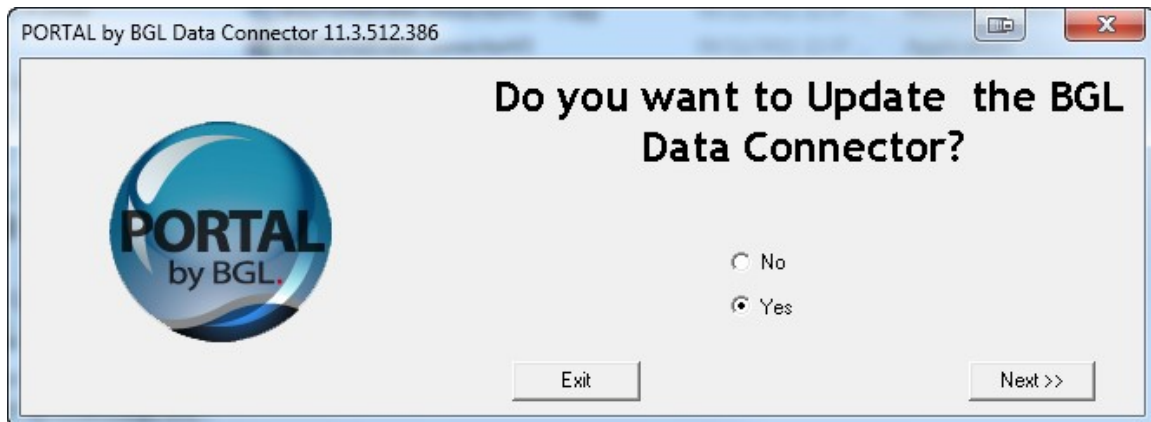 PORTAL by BGL Data Connector 11.3.512.386
Do you want to Update the BGL
Data Connector?
PORTAL
by BGL.
No
Yes
Exit
Next >>